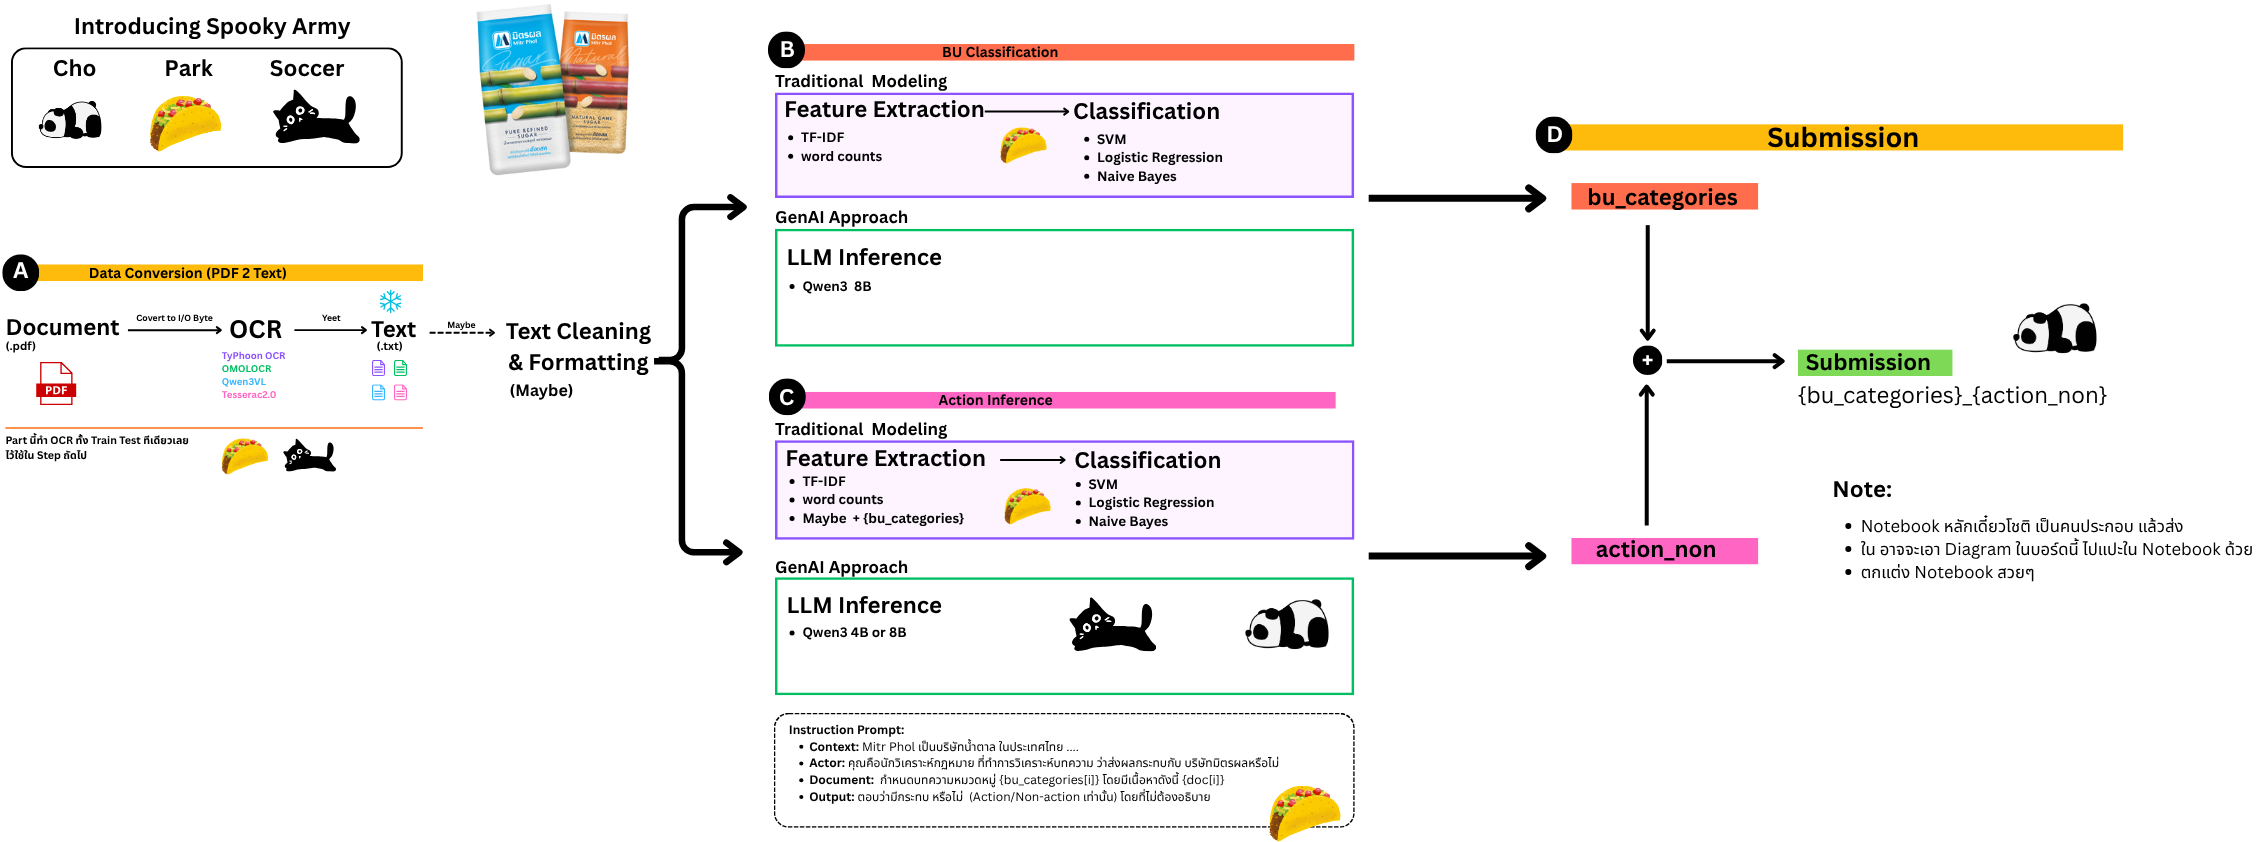 Introducing Spooky Army
Cho
Park
Soccer
มิตรผล
Mitr Phol
Sugar
PURE REFINED
SUGAR
มิตรผล
Mitr Phol
Natural
NATURAL CANE
SUGAR
A
Data Conversion (PDF 2 Text)
Document
(.pdf)
PDF
Covert to I/O Byte
OCR
TyPhoon OCR
OMOLOCR
Qwen3VL
Tesserac2.0
Yeet
Text
(.txt)
Maybe
Part นี้ทำ OCR ทั้ง Train Test ทีเดียวเลย
ไว้ใช้ใน Step ถัดไป
Text Cleaning
& Formatting
(Maybe)
B
BU Classification
Traditional Modeling
Feature Extraction
• TF-IDF
• word counts
Classification
• SVM
• Logistic Regression
• Naive Bayes
GenAI Approach
LLM Inference
• Qwen3 8B
C
Action Inference
Traditional Modeling
Feature Extraction
• TF-IDF
• word counts
• Maybe + {bu_categories}
Classification
• SVM
• Logistic Regression
• Naive Bayes
GenAI Approach
LLM Inference
• Qwen3 4B or 8B
Instruction Prompt:
• Context: Mitr Phol เป็นบริษัทน้ำตาล ในประเทศไทย ....
• Actor: คุณคือนักวิเคราะห์กฎหมาย ที่ทำการวิเคราะห์บทความ ว่าส่งผลกระทบกับ บริษัทมิตรผลหรือไม่
• Document: กำหนดบทความหมวดหมู่ {bu_categories[i]} โดยมีเนื้อหาดังนี้ {doc[i]}
• Output: ตอบว่ามีกระทบ หรือไม่ (Action/Non-action เท่านั้น) โดยที่ไม่ต้องอธิบาย
D
Submission
bu_categories
+
Submission
{bu_categories}_{action_non}
action_non
Note:
• Notebook หลักเดี๋ยวโชติ เป็นคนประกอบ แล้วส่ง
• ใน อาจจะเอา Diagram ในบอร์ดนี้ ไปแปะใน Notebook ด้วย
• ตกแต่ง Notebook สวยๆ